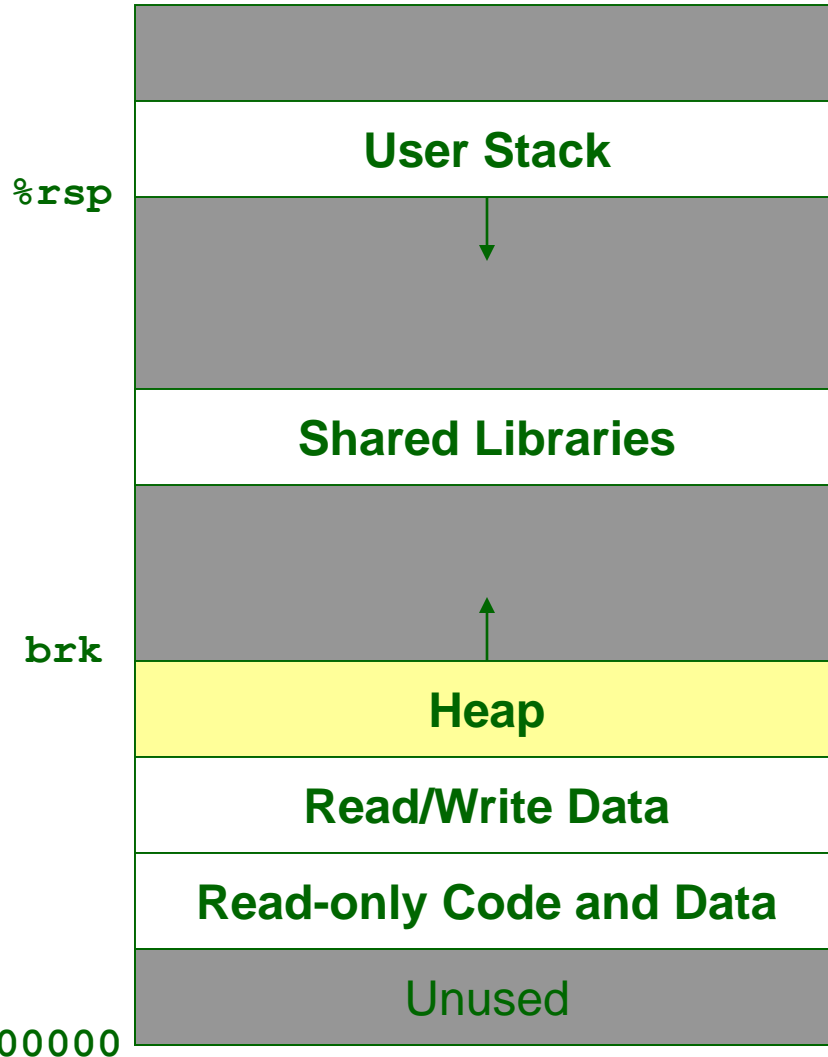 User Stack
%rsp
Shared Libraries
brk
Heap
Read/Write Data
Read-only Code and Data
Unused
00000